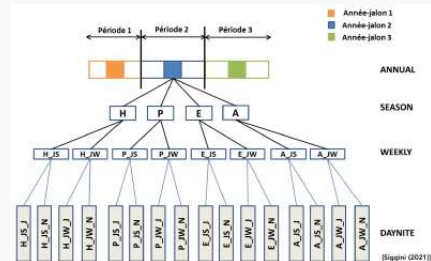 Année-jalon 1
Année-jalon 2
Année-jalon 3
Période 1
Période 2
Période 3
ANNUAL
H
P
E
A
SEASON
H_JS
H_JW
P_JS
P_JW
E_JS
E_JW
A_JS
A_JW
WEEKLY
H_JS_J
H_JS_N
H_JW_J
H_JW_N
P_JS_J
P_JS_N
P_JW_J
P_JW_N
E_JS_J
E_JS_N
E_JW_J
E_JW_N
A_JS_J
A_JS_N
A_JW_J
A_JW_N
DAYNITE
[Siggini (2021)]